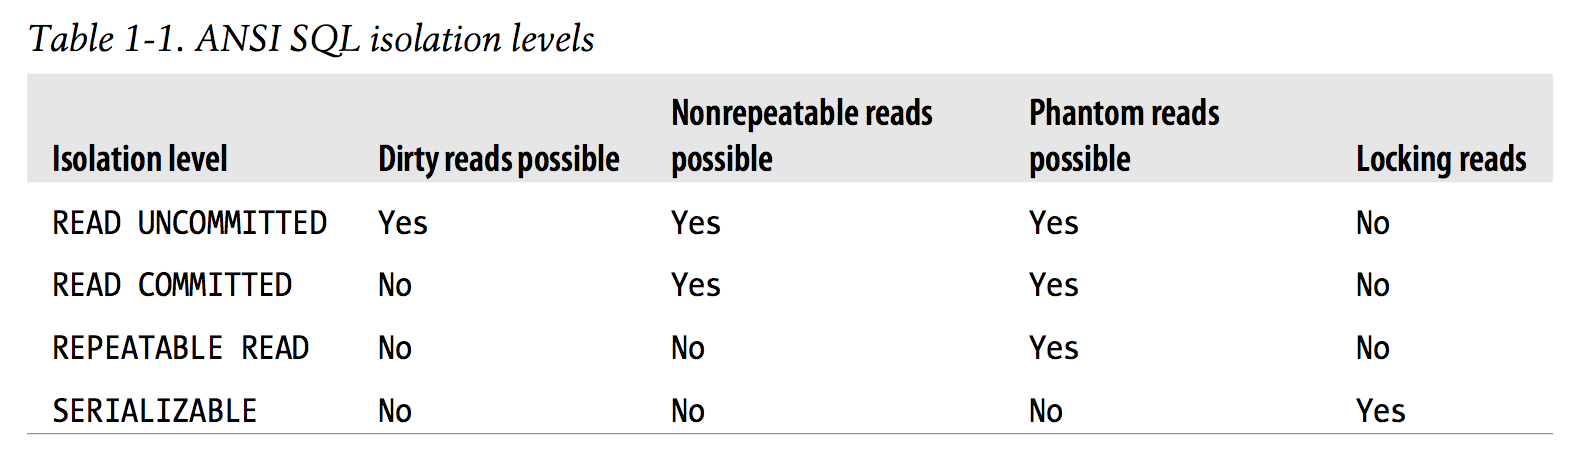 Table 1-1. ANSI SQL isolation levels
Isolation level Dirty reads possible Nonrepeatable reads possible Phantom reads possible Locking reads
READ UNCOMMITTED Yes Yes Yes No
READ COMMITTED No Yes Yes No
REPEATABLE READ No No Yes No
SERIALIZABLE No No No Yes